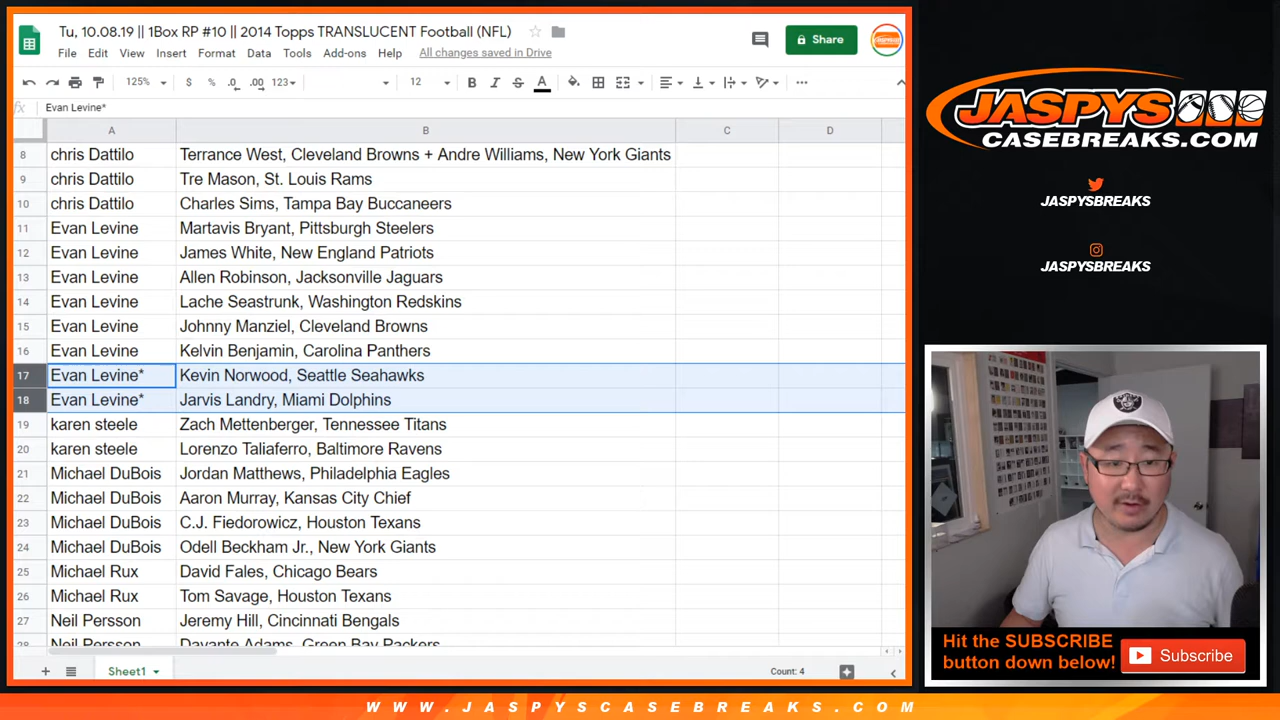 Tu, 10.08.19 || 1Box RP #10 || 2014 Topps TRANSLUCENT Football (NFL)
File Edit View Insert Format Data Tools Add-ons Help All changes saved in Drive
Share
125% $ % .0 .00 123 12 B I S A
fx Evan Levine*
A B C D
8 chris Dattilo Terrance West, Cleveland Browns + Andre Williams, New York Giants
9 chris Dattilo Tre Mason, St. Louis Rams
10 chris Dattilo Charles Sims, Tampa Bay Buccaneers
11 Evan Levine Martavis Bryant, Pittsburgh Steelers
12 Evan Levine James White, New England Patriots
13 Evan Levine Allen Robinson, Jacksonville Jaguars
14 Evan Levine Lache Seastrunk, Washington Redskins
15 Evan Levine Johnny Manziel, Cleveland Browns
16 Evan Levine Kelvin Benjamin, Carolina Panthers
17 Evan Levine* Kevin Norwood, Seattle Seahawks
18 Evan Levine* Jarvis Landry, Miami Dolphins
19 karen steele Zach Mettenberger, Tennessee Titans
20 karen steele Lorenzo Taliaferro, Baltimore Ravens
21 Michael DuBois Jordan Matthews, Philadelphia Eagles
22 Michael DuBois Aaron Murray, Kansas City Chief
23 Michael DuBois C.J. Fiedorowicz, Houston Texans
24 Michael DuBois Odell Beckham Jr., New York Giants
25 Michael Rux David Fales, Chicago Bears
26 Michael Rux Tom Savage, Houston Texans
27 Neil Persson Jeremy Hill, Cincinnati Bengals
28 Neil Persson Davante Adams, Green Bay Packers
Sheet1
Count: 4
JASPYS
CASEBREAKS.COM
JASPYSBREAKS
JASPYSBREAKS
Hit the SUBSCRIBE
button down below!
Subscribe
WWW.JASPYSCASEBREAKS.COM